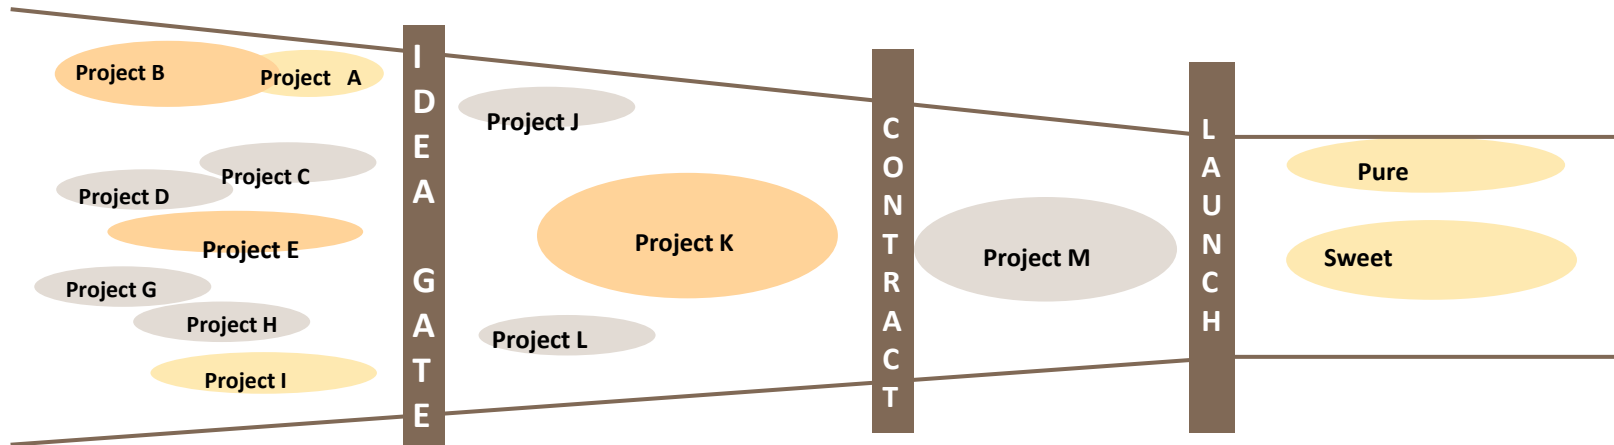 Project B
Project A
Project C
Project D
Project E
Project G
Project H
Project I
IDEA GATE
Project J
Project K
Project L
CONTRACT
Project M
LAUNCH
Pure
Sweet